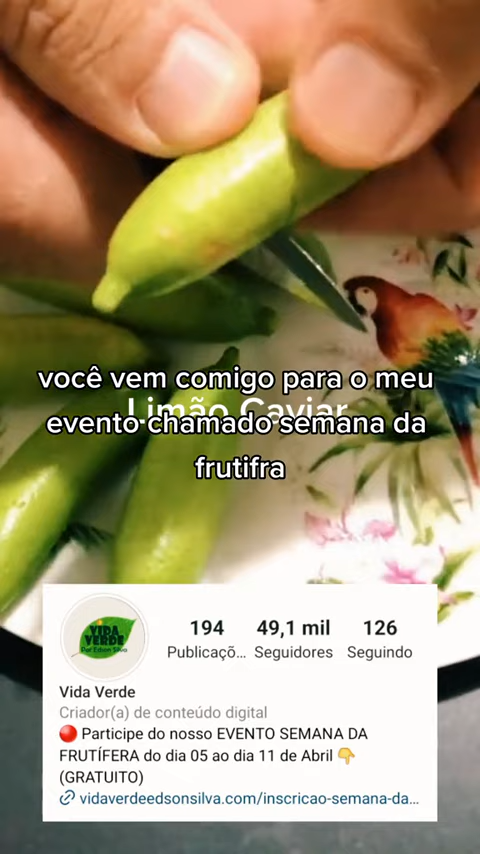 você vem comigo para o meu
Limão Caviar
evento chamado semana da
frutifra
VIDA
VERDE
Por Edson Silva
194
49,1 mil
126
Publicaçõ...
Seguidores
Seguindo
Vida Verde
Criador(a) de conteúdo digital
🔴 Participe do nosso EVENTO SEMANA DA
FRUTÍFERA do dia 05 ao dia 11 de Abril 👇
(GRATUITO)
vidaverdeedsonsilva.com/inscricao-semana-da...